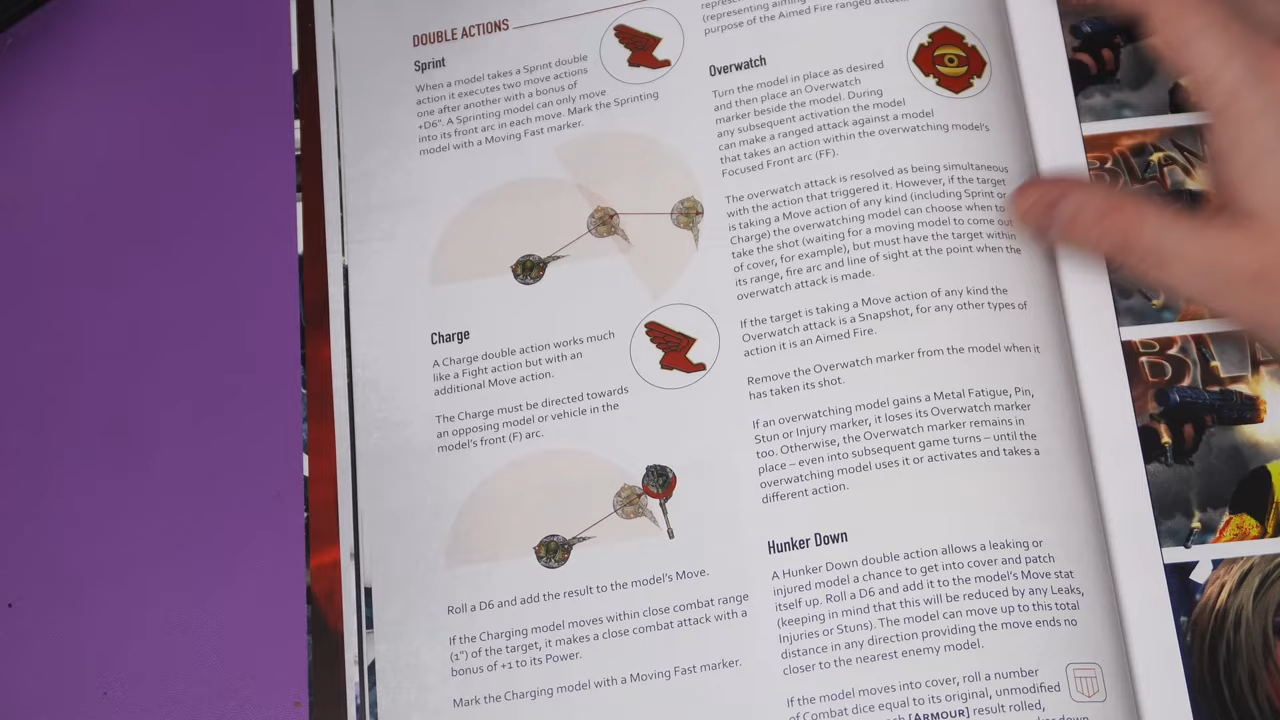 DOUBLE ACTIONS
Sprint
When a model takes a Sprint double
action it executes two move actions
one after another with a bonus of
+D6". A Sprinting model can only move
into its front arc in each move. Mark the Sprinting
model with a Moving Fast marker.
Charge
A Charge double action works much
like a Fight action but with an
additional Move action.
The Charge must be directed towards
an opposing model or vehicle in the
model's front (F) arc.
Roll a D6 and add the result to the model's Move.
If the Charging model moves within close combat range
(1") of the target, it makes a close combat attack with a
bonus of +1 to its Power.
Mark the Charging model with a Moving Fast marker.
(representing aiming
purpose of the Aimed Fire ranged
Overwatch
Turn the model in place as desired
and then place an Overwatch
marker beside the model. During
any subsequent activation the model
can make a ranged attack against a model
that takes an action within the overwatching model's
Focused Front arc (FF).
The overwatch attack is resolved as being simultaneous
with the action that triggered it. However, if the target
is taking a Move action of any kind (including Sprint or
Charge) the overwatching model can choose when to
take the shot (waiting for a moving model to come out
of cover, for example), but must have the target within
its range, fire arc and line of sight at the point when the
overwatch attack is made.
If the target is taking a Move action of any kind the
Overwatch attack is a Snapshot, for any other types of
action it is an Aimed Fire.
Remove the Overwatch marker from the model when it
has taken its shot.
If an overwatching model gains a Metal Fatigue, Pin,
Stun or Injury marker, it loses its Overwatch marker
too. Otherwise, the Overwatch marker remains in
place – even into subsequent game turns – until the
overwatching model uses it or activates and takes a
different action.
Hunker Down
A Hunker Down double action allows a leaking or
injured model a chance to get into cover and patch
itself up. Roll a D6 and add it to the model's Move stat
(keeping in mind that this will be reduced by any Leaks,
Injuries or Stuns). The model can move up to this total
distance in any direction providing the move ends no
closer to the nearest enemy model.
If the model moves into cover, roll a number
of Combat dice equal to its original, unmodified
[ARMOUR] result rolled,